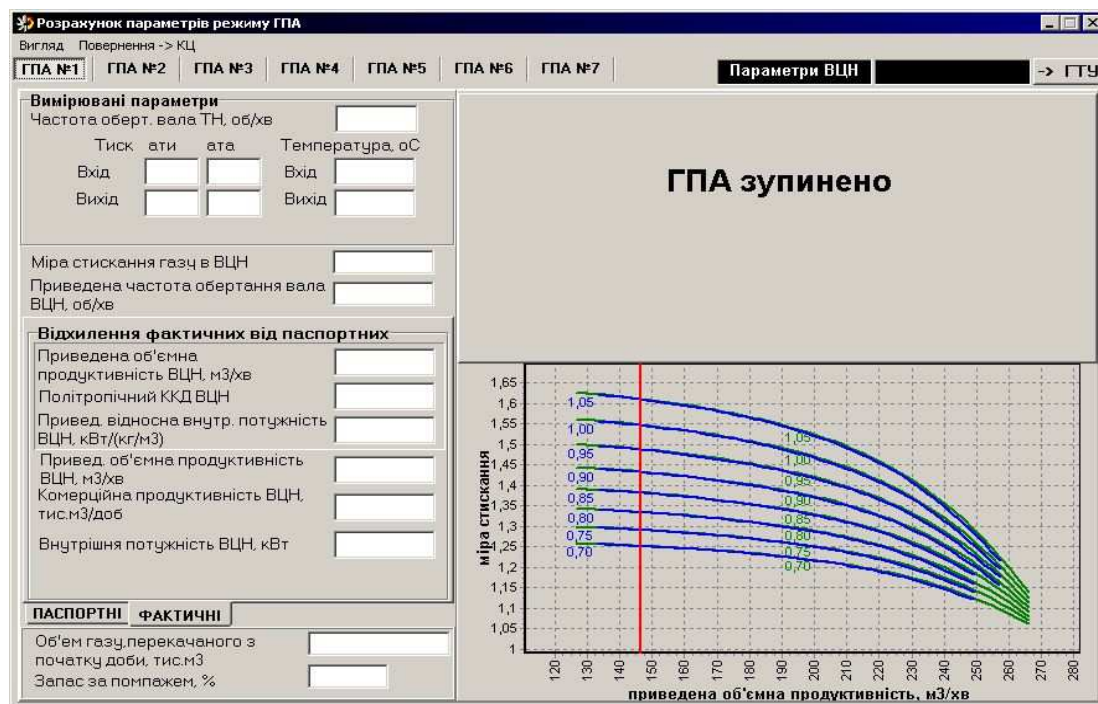 Розрахунок параметрів режиму ГПА
Вигляд Повернення -> КЦ
ГПА №1 ГПА №2 ГПА №3 ГПА №4 ГПА №5 ГПА №6 ГПА №7 Параметри ВЦН -> ГТУ
Вимірювані параметри
Частота оберт. вала ТН, об/хв
Тиск ати ата Температура, оС
Вхід Вхід
Вихід Вихід
Міра стискання газу в ВЦН
Приведена частота обертання вала
ВЦН, об/хв
Відхилення фактичних від паспортних
Приведена об'ємна
продуктивність ВЦН, м3/хв
Політропічний ККД ВЦН
Привед. відносна внутр. потужність
ВЦН, кВт/(кг/м3)
Привед. об'ємна продуктивність
ВЦН, м3/хв
Комерційна продуктивність ВЦН,
тис.м3/доб
Внутрішня потужність ВЦН, кВт
ПАСПОРТНІ ФАКТИЧНІ
Об'єм газу,перекачаного з
початку доби, тис.м3
Запас за помпажем, %
ГПА зупинено
міра стискання
1,65
1,6
1,55
1,5
1,45
1,4
1,35
1,3
1,25
1,2
1,15
1,1
1,05
1
1,05
1,00
0,95
0,90
0,85
0,80
0,75
0,70
1,05
1,00
0,95
0,90
0,85
0,80
0,75
0,70
120 130 140 150 160 170 180 190 200 210 220 230 240 250 260 270 280
приведена об'ємна продуктивність, м3/хв